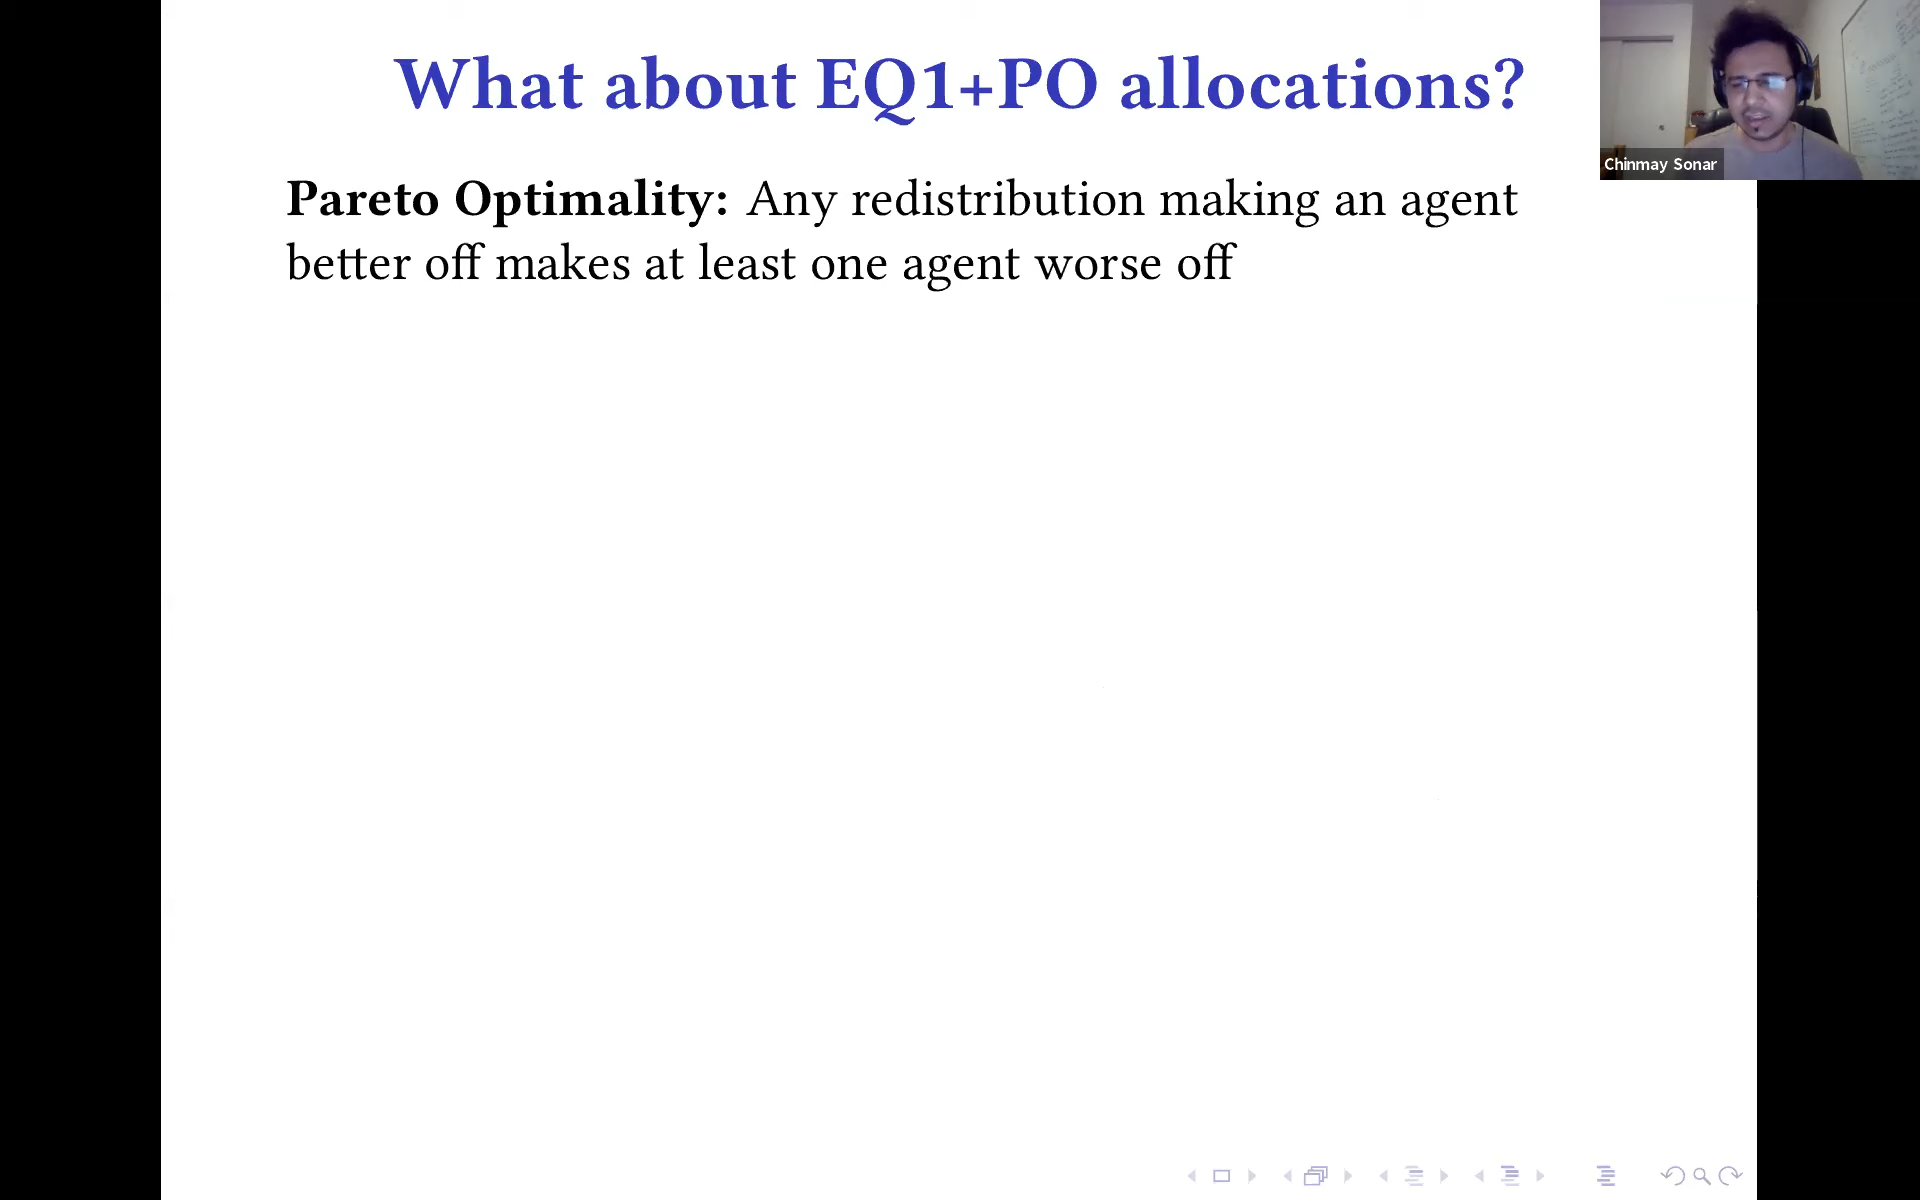 What about EQ1+PO allocations?
Chinmay Sonar
Pareto Optimality: Any redistribution making an agent
better off makes at least one agent worse off